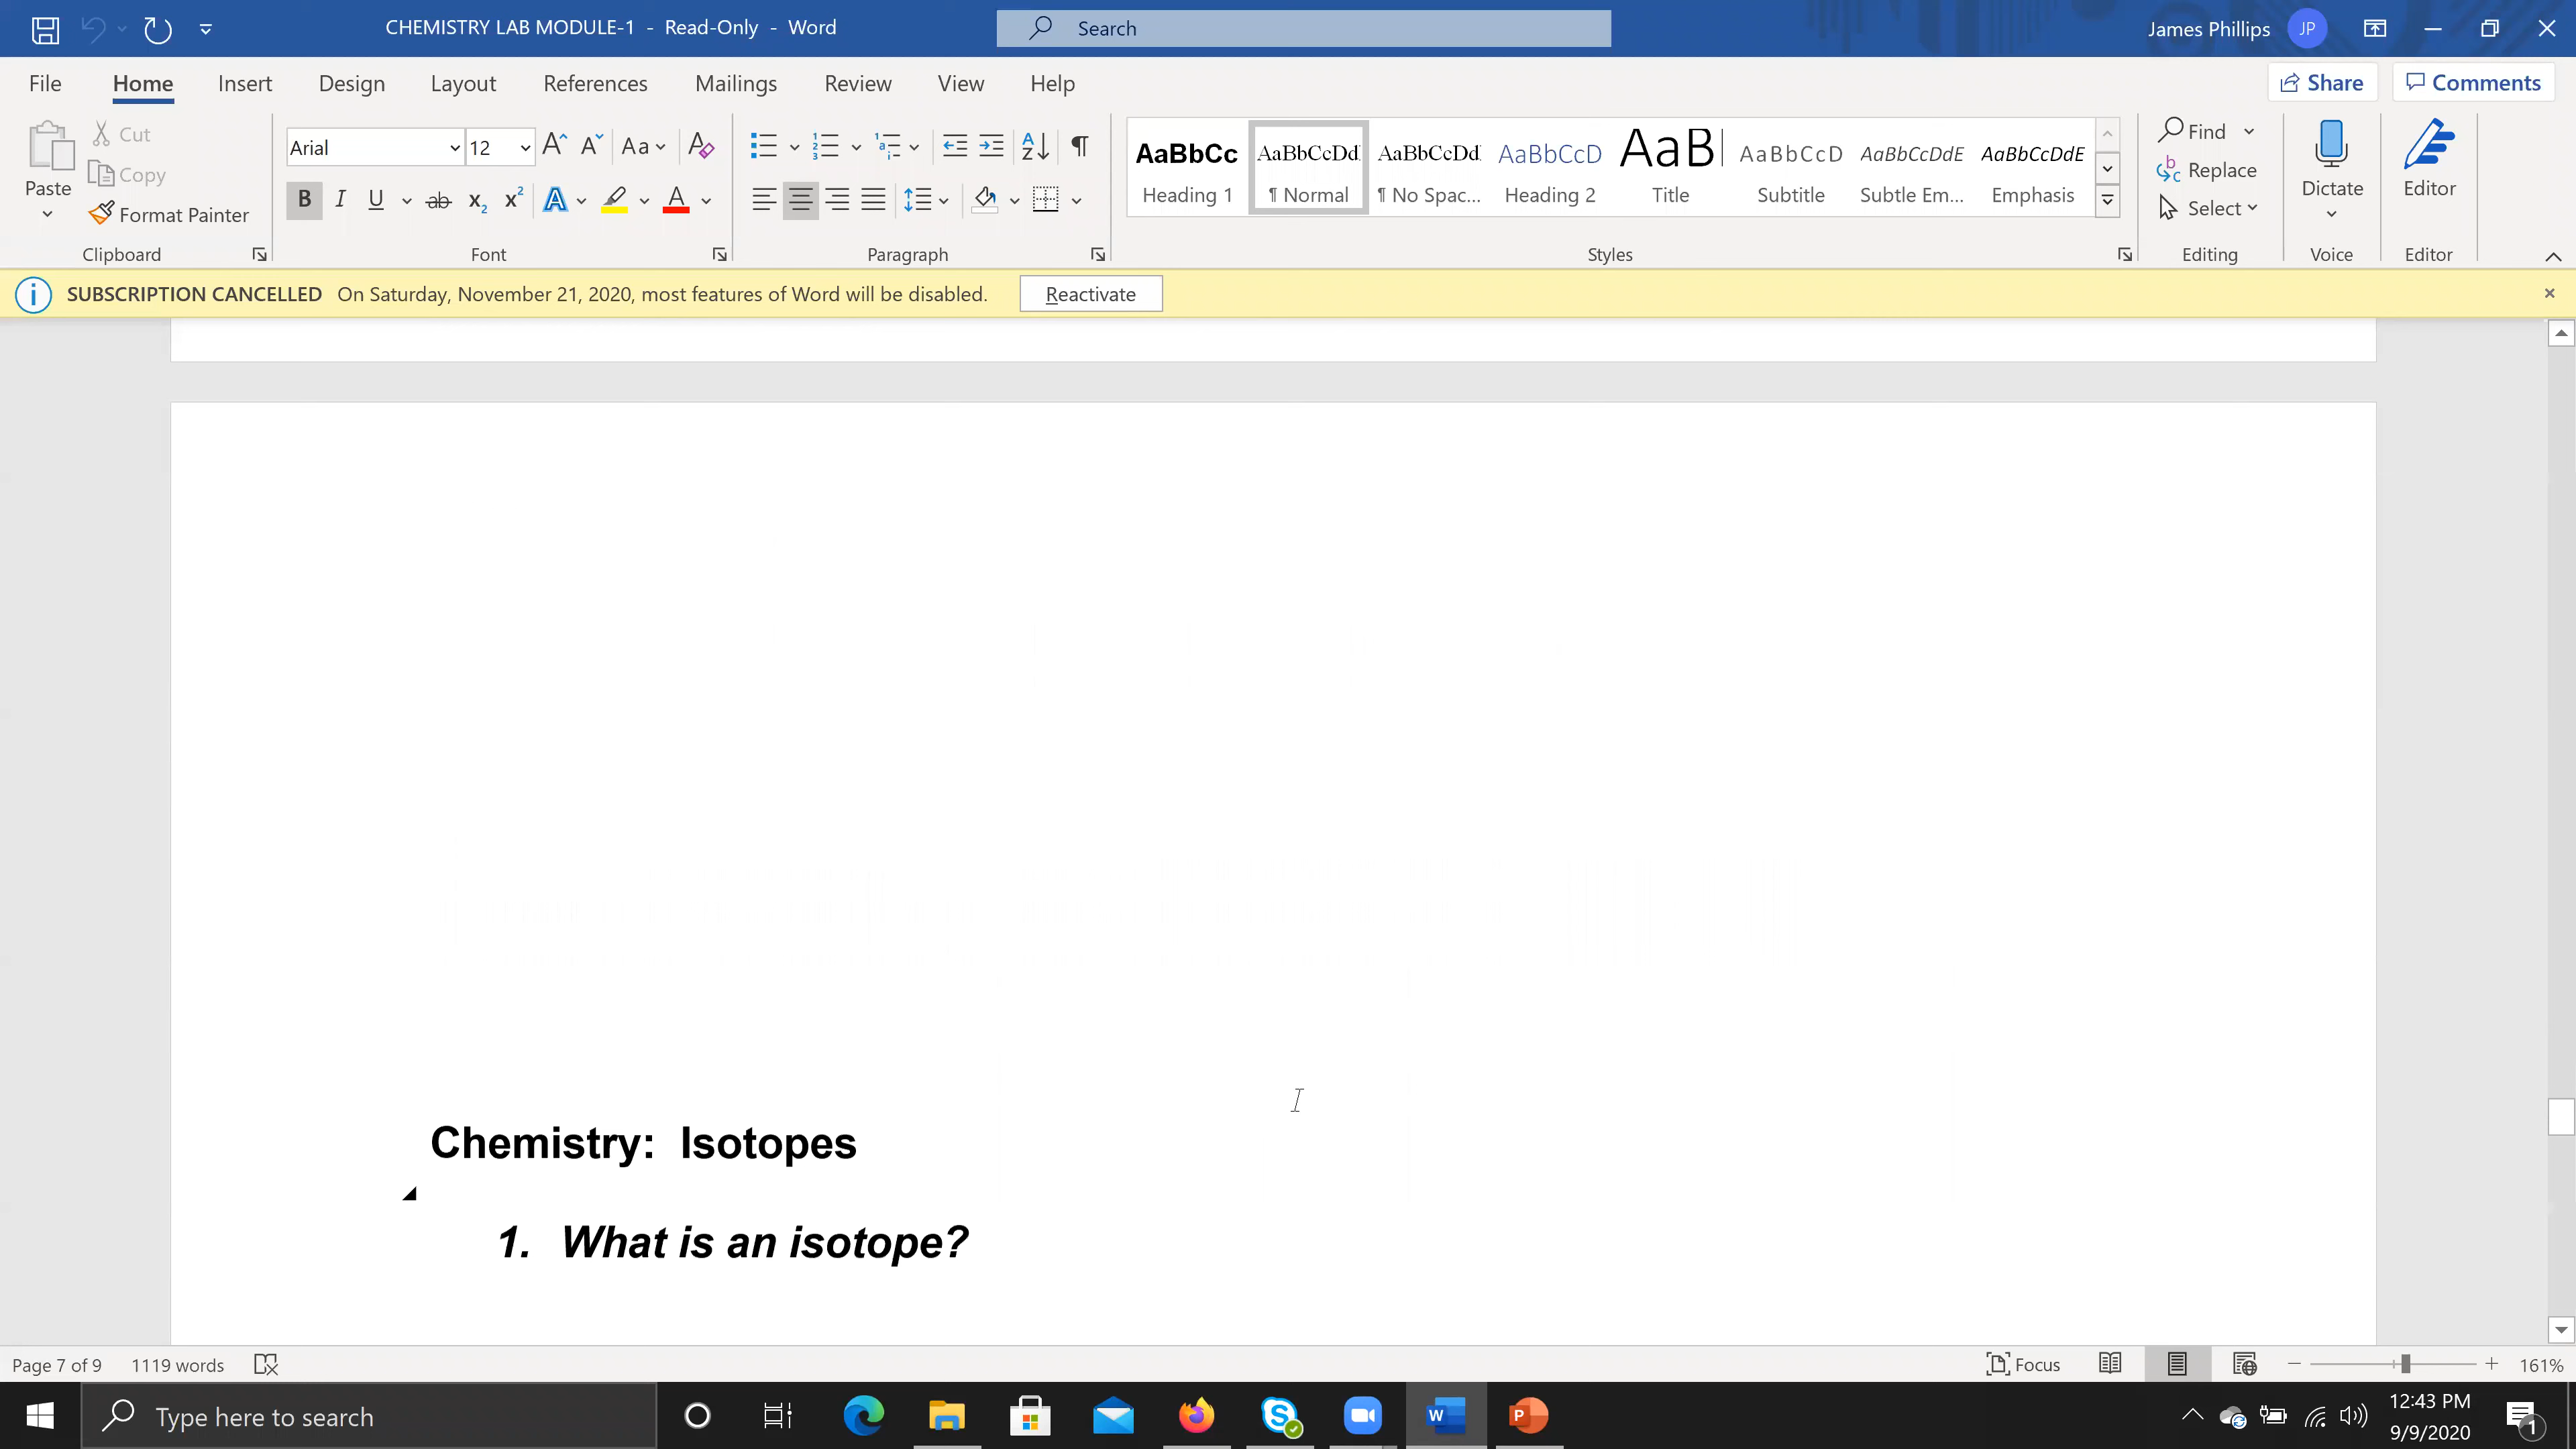 CHEMISTRY LAB MODULE-1 - Read-Only - Word
Search
James Phillips JP
File Home Insert Design Layout References Mailings Review View Help
Share Comments
Paste
Cut
Copy
Format Painter
Clipboard
Arial 12
Aa
B I U ab x2 x2 A A
Font
Paragraph
AaBbCc AaBbCcDd AaBbCcDd AaBbCcD AaB AaBbCcD AaBbCcDdE AaBbCcDdE
Heading 1 ¶ Normal ¶ No Spac... Heading 2 Title Subtitle Subtle Em... Emphasis
Styles
Find
Replace
Select
Editing
Dictate
Voice
Editor
Editor
SUBSCRIPTION CANCELLED On Saturday, November 21, 2020, most features of Word will be disabled. Reactivate
Chemistry: Isotopes
1. What is an isotope?
Page 7 of 9 1119 words
Focus
161%
Type here to search
12:43 PM
9/9/2020
1